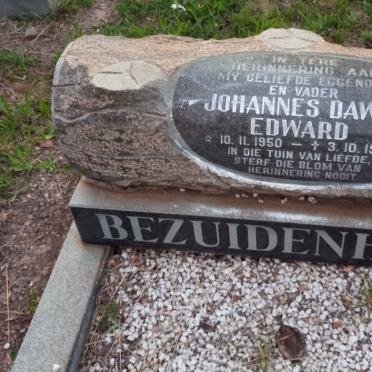 IN TERE
HERINNERING AAN
MY GELIEFDE EGGENO
EN VADER
JOHANNES DAW
EDWARD
* 10.11.1950 — ✝ 3.10.19
IN DIE TUIN VAN LIEFDE,
STERF DIE BLOM VAN
HERINNERING NOOIT
BEZUIDENH